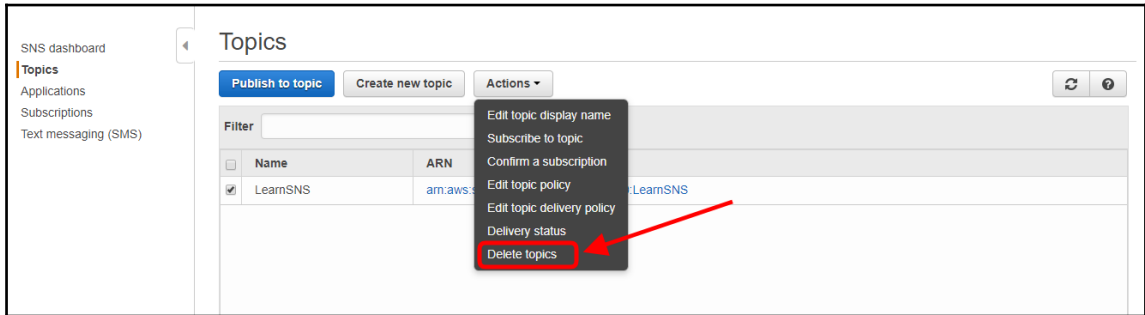 SNS dashboard
Topics
Applications
Subscriptions
Text messaging (SMS)
Topics
Publish to topic Create new topic Actions
Filter
Edit topic display name
Subscribe to topic
Confirm a subscription
Edit topic policy
Edit topic delivery policy
Delivery status
Delete topics
Name ARN
LearnSNS arn:aws: :LearnSNS